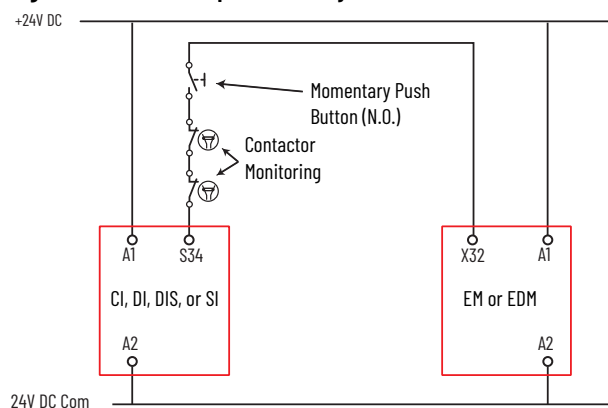 +24V DC
Momentary Push
Button (N.O.)
Contactor
Monitoring
A1
S34
X32
A1
CI, DI, DIS, or SI
EM or EDM
A2
A2
24V DC Com